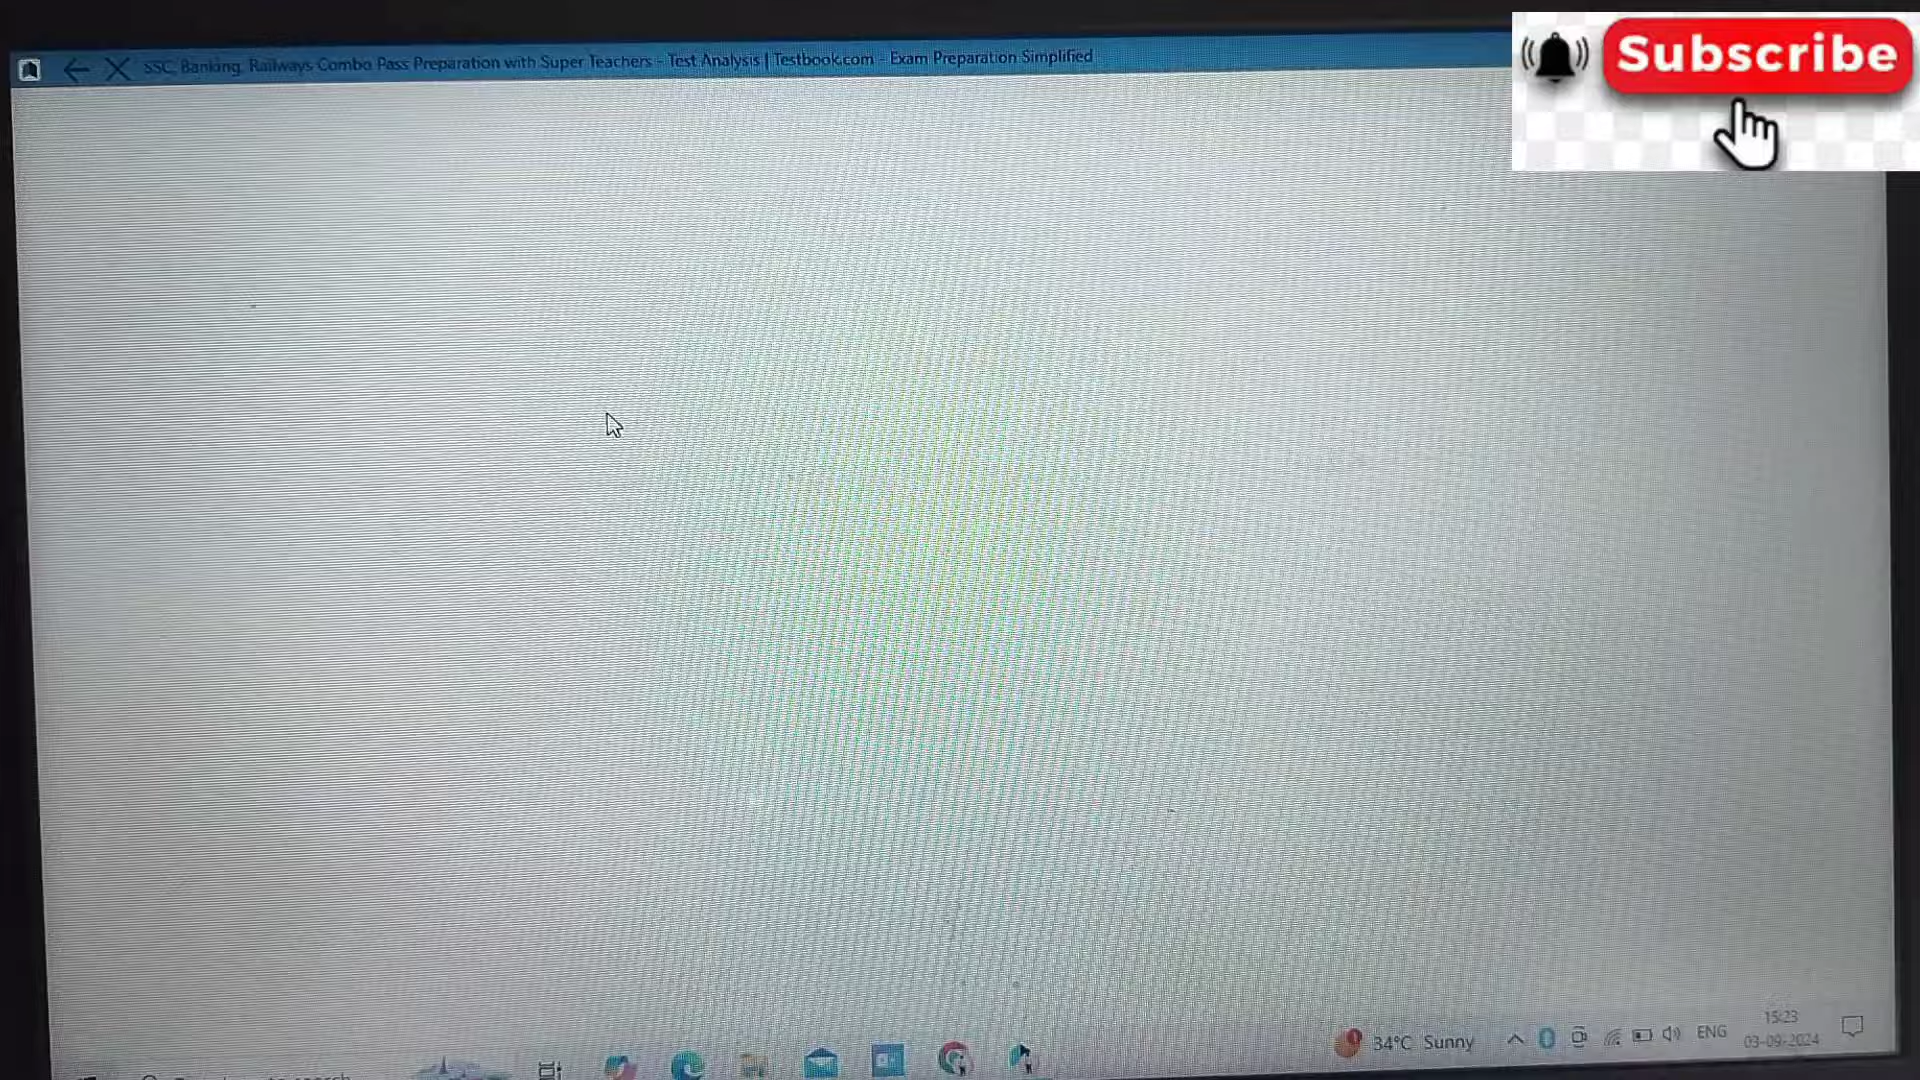 SSC, Banking, Railways Combo Pass Preparation with Super Teachers - Test Analysis | Testbook.com - Exam Preparation Simplified
Subscribe
34°C Sunny
ENG
15:23
03-09-2024